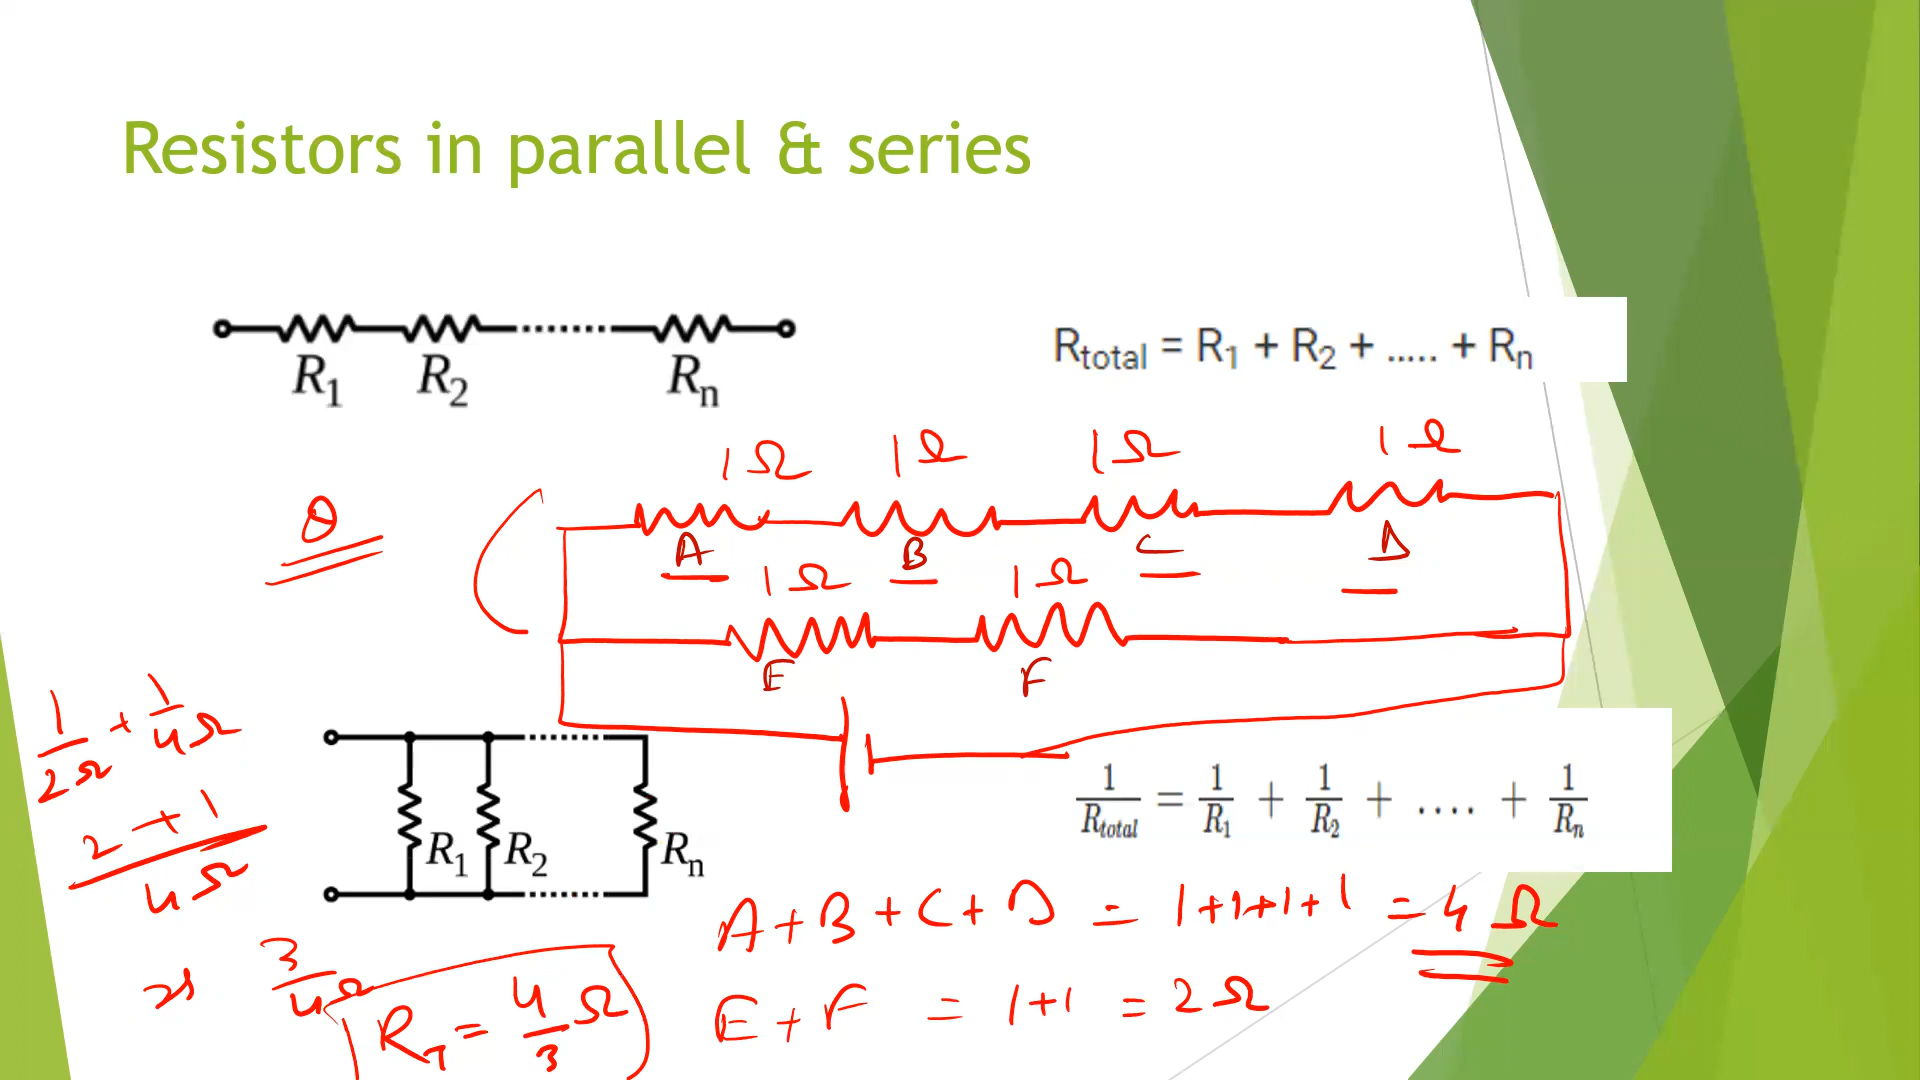 Resistors in parallel & series
R1 R2 Rn
Rtotal = R1 + R2 + ..... + Rn
1Ω 1Ω 1Ω 1Ω
A B C D
1Ω 1Ω
E F
1/2Ω + 1/4Ω
2+1/4Ω
3/4Ω
R1 R2 Rn
1/Rtotal = 1/R1 + 1/R2 + .... + 1/Rn
A+B+C+D = 1+1+1+1 = 4Ω
E+F = 1+1 = 2Ω
RT = 4/3 Ω